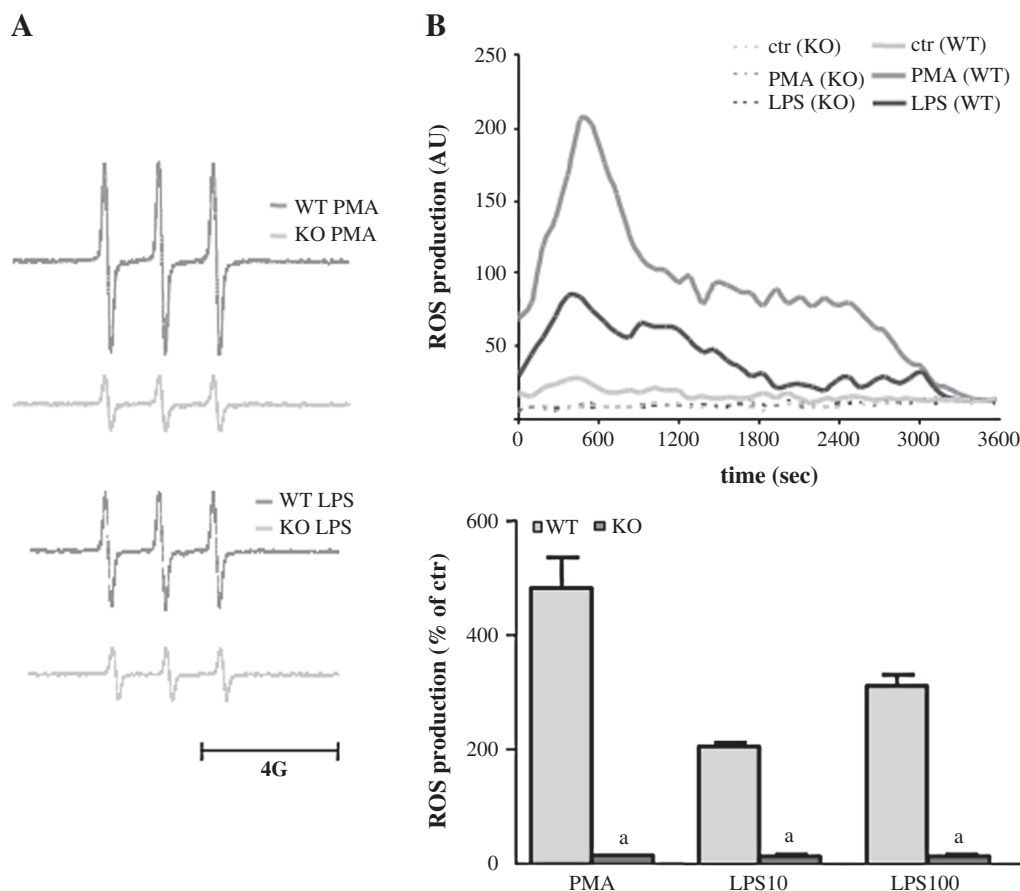 A
WT PMA
KO PMA
WT LPS
KO LPS
4G
B
ctr (KO)
ctr (WT)
PMA (KO)
PMA (WT)
LPS (KO)
LPS (WT)
ROS production (AU)
250
200
150
100
50
0
600
1200
1800
2400
3000
3600
time (sec)
WT
KO
ROS production (% of ctr)
600
400
200
0
a
a
a
PMA
LPS10
LPS100